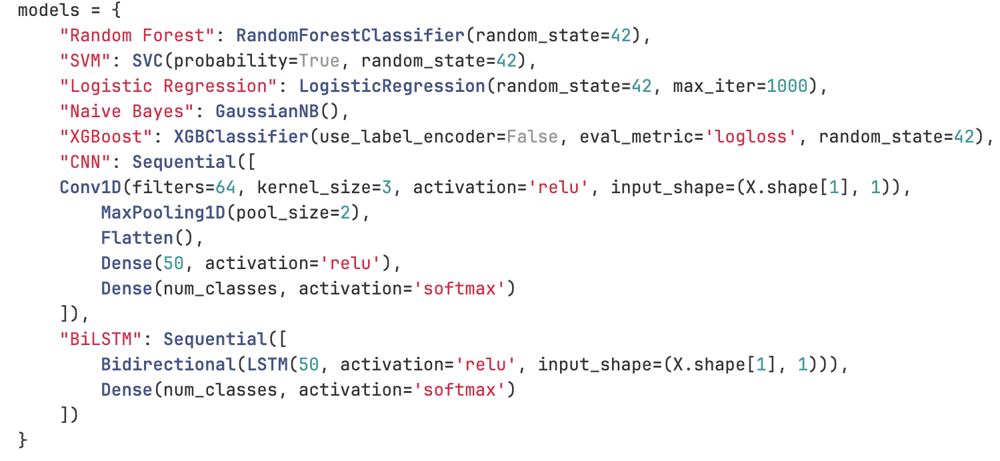 models = {
    "Random Forest": RandomForestClassifier(random_state=42),
    "SVM": SVC(probability=True, random_state=42),
    "Logistic Regression": LogisticRegression(random_state=42, max_iter=1000),
    "Naive Bayes": GaussianNB(),
    "XGBoost": XGBClassifier(use_label_encoder=False, eval_metric='logloss', random_state=42),
    "CNN": Sequential([
    Conv1D(filters=64, kernel_size=3, activation='relu', input_shape=(X.shape[1], 1)),
        MaxPooling1D(pool_size=2),
        Flatten(),
        Dense(50, activation='relu'),
        Dense(num_classes, activation='softmax')
    ]),
    "BiLSTM": Sequential([
        Bidirectional(LSTM(50, activation='relu', input_shape=(X.shape[1], 1))),
        Dense(num_classes, activation='softmax')
    ])
}